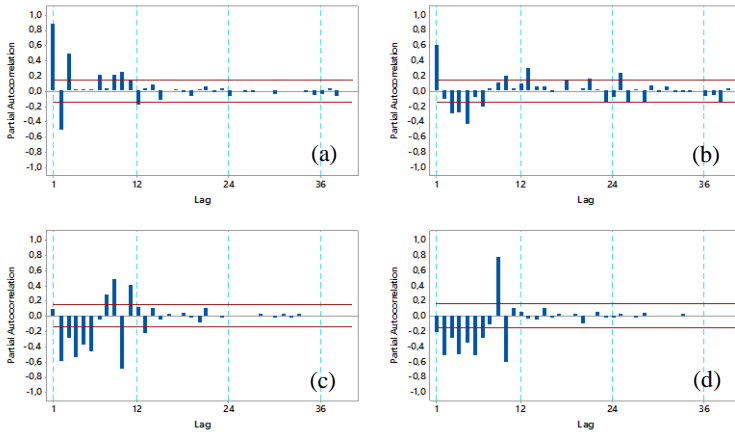 Partial Autocorrelation
1,0
0,8
0,6
0,4
0,2
0,0
-0,2
-0,4
-0,6
-0,8
-1,0
1 12 24 36
Lag
(a)
Partial Autocorrelation
1,0
0,8
0,6
0,4
0,2
0,0
-0,2
-0,4
-0,6
-0,8
-1,0
1 12 24 36
Lag
(b)
Partial Autocorrelation
1,0
0,8
0,6
0,4
0,2
0,0
-0,2
-0,4
-0,6
-0,8
-1,0
1 12 24 36
Lag
(c)
Partial Autocorrelation
1,0
0,8
0,6
0,4
0,2
0,0
-0,2
-0,4
-0,6
-0,8
-1,0
1 12 24 36
Lag
(d)